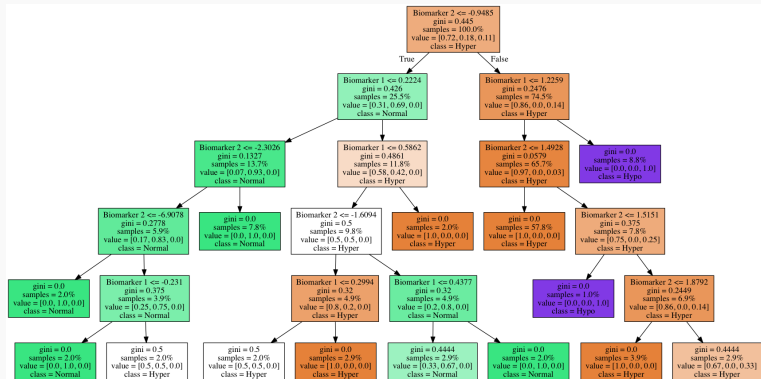 Biomarker 2 <= -0.9485
gini = 0.445
samples = 100.0%
value = [0.72, 0.18, 0.11]
class = Hyper
True
False
Biomarker 1 <= 0.2224
gini = 0.426
samples = 25.5%
value = [0.31, 0.69, 0.0]
class = Normal
Biomarker 1 <= 1.2259
gini = 0.2476
samples = 74.5%
value = [0.86, 0.0, 0.14]
class = Hyper
Biomarker 2 <= -2.3026
gini = 0.1327
samples = 13.7%
value = [0.07, 0.93, 0.0]
class = Normal
Biomarker 1 <= 0.5862
gini = 0.4861
samples = 11.8%
value = [0.58, 0.42, 0.0]
class = Hyper
Biomarker 2 <= 1.4928
gini = 0.0579
samples = 65.7%
value = [0.97, 0.0, 0.03]
class = Hyper
gini = 0.0
samples = 8.8%
value = [0.0, 0.0, 1.0]
class = Hypo
Biomarker 2 <= -6.9078
gini = 0.2778
samples = 5.9%
value = [0.17, 0.83, 0.0]
class = Normal
gini = 0.0
samples = 7.8%
value = [0.0, 1.0, 0.0]
class = Normal
Biomarker 2 <= -1.6094
gini = 0.5
samples = 9.8%
value = [0.5, 0.5, 0.0]
class = Hyper
gini = 0.0
samples = 2.0%
value = [1.0, 0.0, 0.0]
class = Hyper
gini = 0.0
samples = 57.8%
value = [1.0, 0.0, 0.0]
class = Hyper
Biomarker 2 <= 1.5151
gini = 0.375
samples = 7.8%
value = [0.75, 0.0, 0.25]
class = Hyper
gini = 0.0
samples = 2.0%
value = [0.0, 1.0, 0.0]
class = Normal
Biomarker 1 <= -0.231
gini = 0.375
samples = 3.9%
value = [0.25, 0.75, 0.0]
class = Normal
Biomarker 1 <= 0.2994
gini = 0.32
samples = 4.9%
value = [0.8, 0.2, 0.0]
class = Hyper
Biomarker 1 <= 0.4377
gini = 0.32
samples = 4.9%
value = [0.2, 0.8, 0.0]
class = Normal
gini = 0.0
samples = 1.0%
value = [0.0, 0.0, 1.0]
class = Hypo
Biomarker 2 <= 1.8792
gini = 0.2449
samples = 6.9%
value = [0.86, 0.0, 0.14]
class = Hyper
gini = 0.0
samples = 2.0%
value = [0.0, 1.0, 0.0]
class = Normal
gini = 0.5
samples = 2.0%
value = [0.5, 0.5, 0.0]
class = Hyper
gini = 0.5
samples = 2.0%
value = [0.5, 0.5, 0.0]
class = Hyper
gini = 0.0
samples = 2.9%
value = [1.0, 0.0, 0.0]
class = Hyper
gini = 0.4444
samples = 2.9%
value = [0.33, 0.67, 0.0]
class = Normal
gini = 0.0
samples = 2.0%
value = [0.0, 1.0, 0.0]
class = Normal
gini = 0.0
samples = 3.9%
value = [1.0, 0.0, 0.0]
class = Hyper
gini = 0.4444
samples = 2.9%
value = [0.67, 0.0, 0.33]
class = Hyper